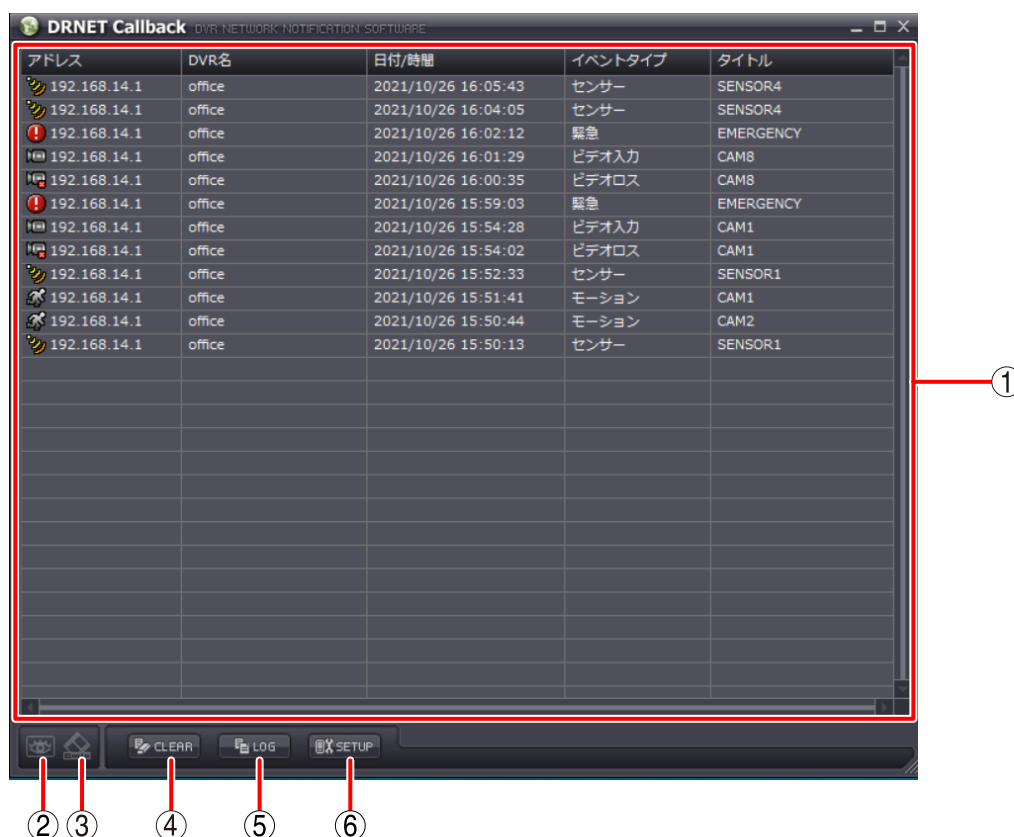 DRNET Callback DVR NETWORK NOTIFICATION SOFTWARE
アドレス DVR名 日付/時間 イベントタイプ タイトル
192.168.14.1 office 2021/10/26 16:05:43 センサー SENSOR4
192.168.14.1 office 2021/10/26 16:04:05 センサー SENSOR4
192.168.14.1 office 2021/10/26 16:02:12 緊急 EMERGENCY
192.168.14.1 office 2021/10/26 16:01:29 ビデオ入力 CAM8
192.168.14.1 office 2021/10/26 16:00:35 ビデオロス CAM8
192.168.14.1 office 2021/10/26 15:59:03 緊急 EMERGENCY
192.168.14.1 office 2021/10/26 15:54:28 ビデオ入力 CAM1
192.168.14.1 office 2021/10/26 15:54:02 ビデオロス CAM1
192.168.14.1 office 2021/10/26 15:52:33 センサー SENSOR1
192.168.14.1 office 2021/10/26 15:51:41 モーション CAM1
192.168.14.1 office 2021/10/26 15:50:44 モーション CAM2
192.168.14.1 office 2021/10/26 15:50:13 センサー SENSOR1
①
CLEAR LOG SETUP
② ③ ④ ⑤ ⑥